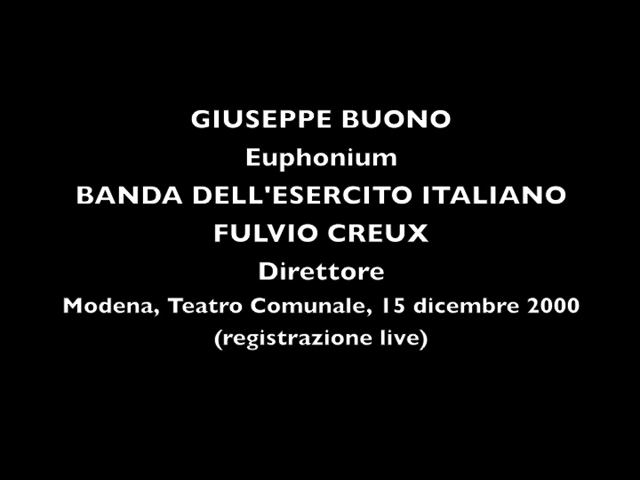 GIUSEPPE BUONO
Euphonium
BANDA DELL'ESERCITO ITALIANO
FULVIO CREUX
Direttore
Modena, Teatro Comunale, 15 dicembre 2000
(registrazione live)